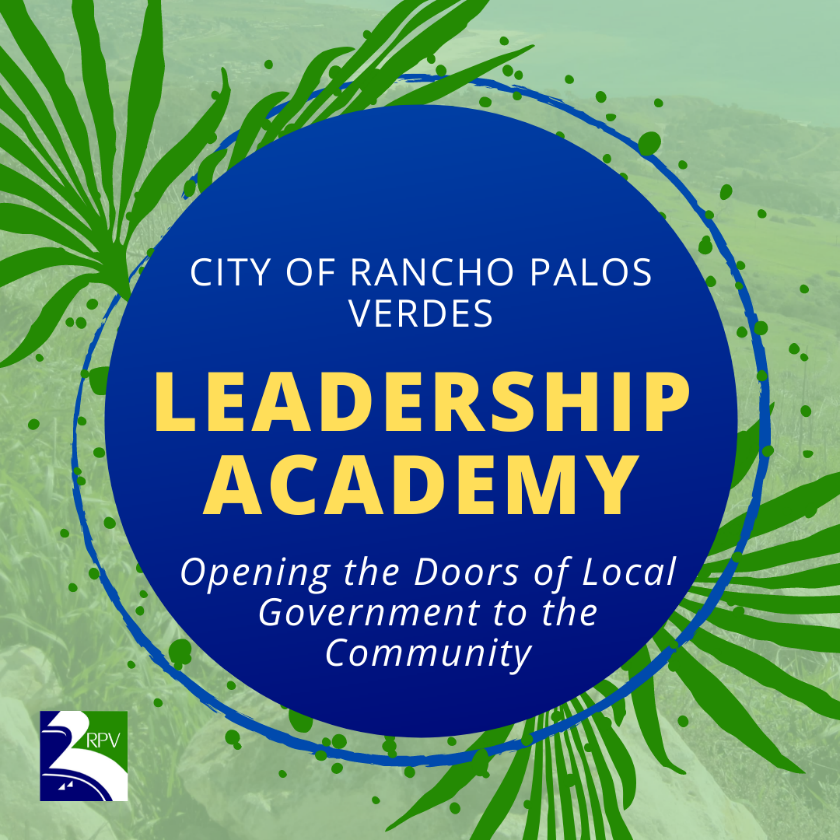 CITY OF RANCHO PALOS
VERDES
LEADERSHIP
ACADEMY
Opening the Doors of Local
Government to the
Community
RPV